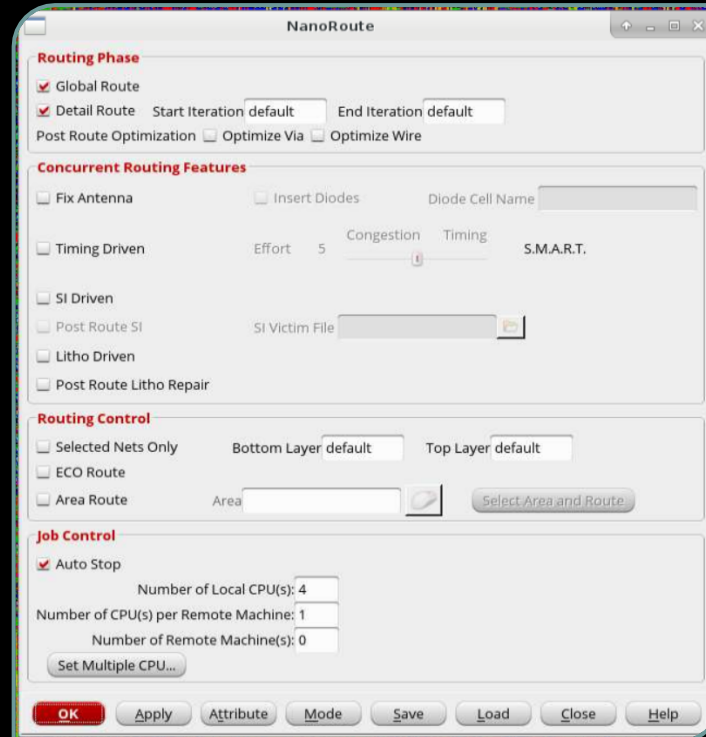 NanoRoute
Routing Phase
Global Route
Detail Route Start Iteration default End Iteration default
Post Route Optimization Optimize Via Optimize Wire
Concurrent Routing Features
Fix Antenna Insert Diodes Diode Cell Name
Congestion Timing
Timing Driven Effort 5 S.M.A.R.T.
SI Driven
Post Route SI SI Victim File
Litho Driven
Post Route Litho Repair
Routing Control
Selected Nets Only Bottom Layer default Top Layer default
ECO Route
Area Route Area Select Area and Route
Job Control
Auto Stop
Number of Local CPU(s): 4
Number of CPU(s) per Remote Machine: 1
Number of Remote Machine(s): 0
Set Multiple CPU...
OK Apply Attribute Mode Save Load Close Help